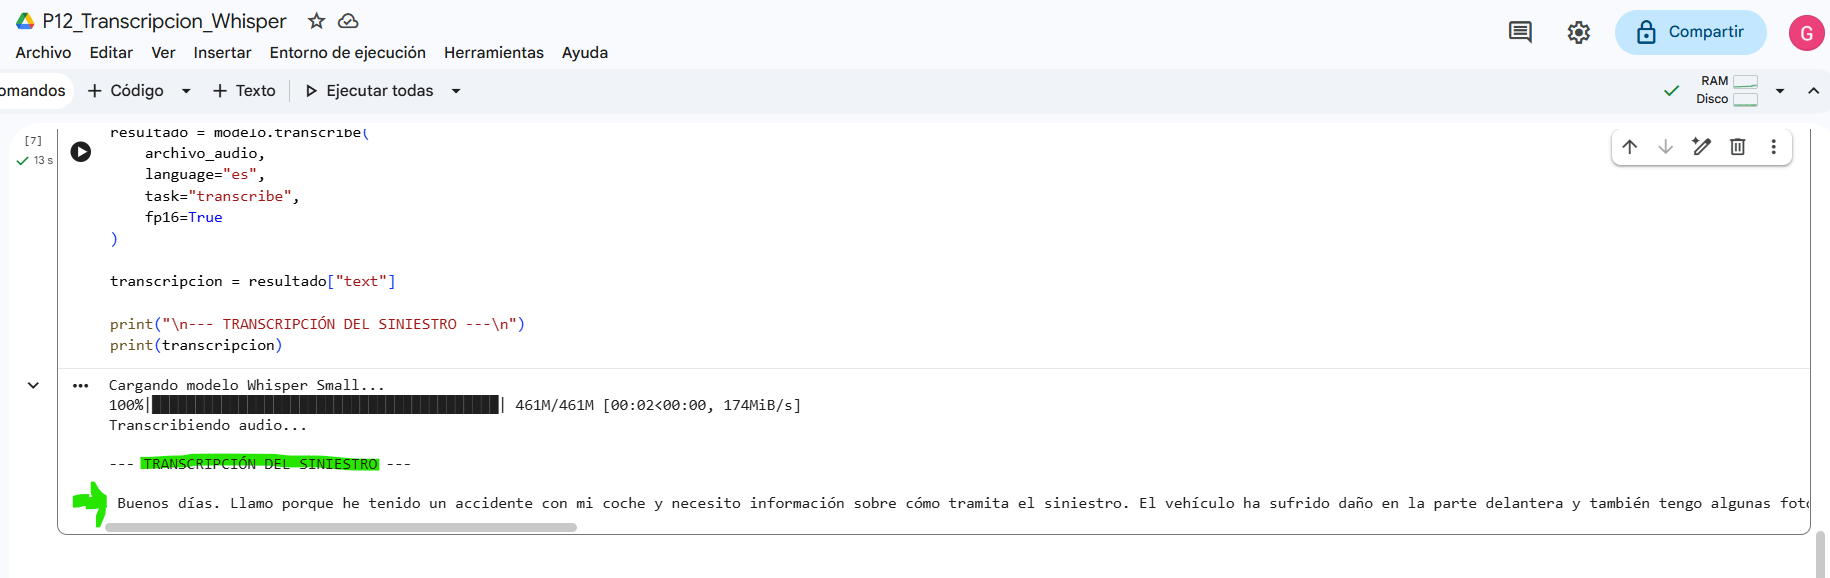 P12_Transcripcion_Whisper
Archivo Editar Ver Insertar Entorno de ejecución Herramientas Ayuda
Compartir
G
omandos + Código + Texto Ejecutar todas
RAM
Disco
[7]
13 s
resultado = modelo.transcribe(
    archivo_audio,
    language="es",
    task="transcribe",
    fp16=True
)
transcripcion = resultado["text"]
print("\n--- TRANSCRIPCIÓN DEL SINIESTRO ---\n")
print(transcripcion)
Cargando modelo Whisper Small...
100%|████████████████████████████████████████| 461M/461M [00:02<00:00, 174MiB/s]
Transcribiendo audio...
--- TRANSCRIPCIÓN DEL SINIESTRO ---
Buenos días. Llamo porque he tenido un accidente con mi coche y necesito información sobre cómo tramita el siniestro. El vehículo ha sufrido daño en la parte delantera y también tengo algunas foto